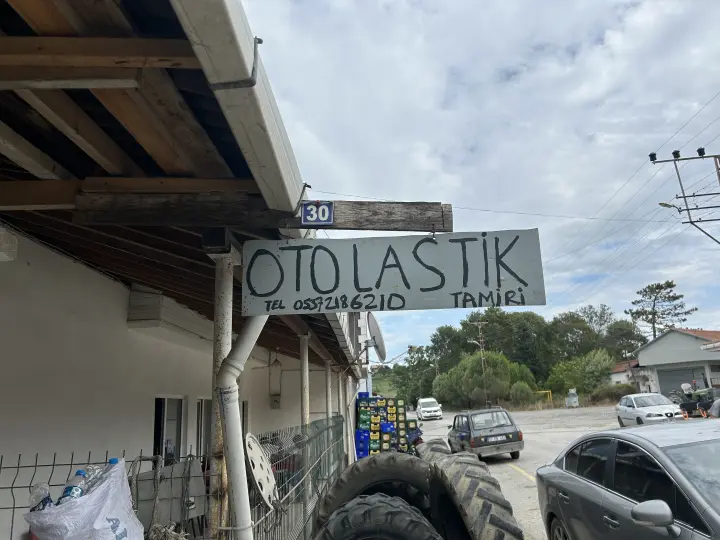 30
OTO LASTİK
TEL 05372186210 TAMİRİ